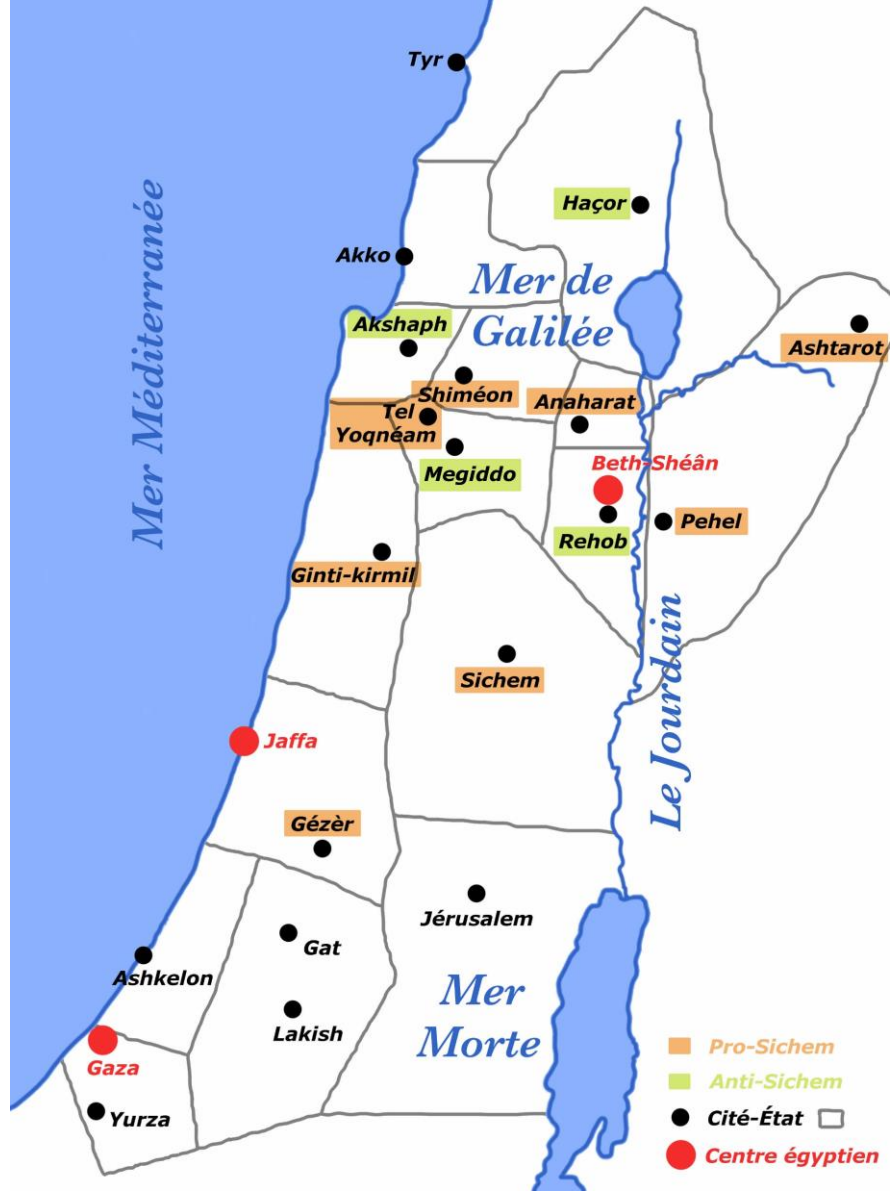 Tyr
Mer Méditerranée
Haçor
Akko
Mer de
Galilée
Akshaph
Ashtarot
Shiméon
Anaharat
Tel
Yoqnéam
Megiddo
Beth-Shéân
Pehel
Rehob
Ginti-kirmil
Sichem
Le Jourdain
Jaffa
Gézèr
Jérusalem
Gat
Ashkelon
Lakish
Mer
Morte
Gaza
Yurza
Pro-Sichem
Anti-Sichem
Cité-État
Centre égyptien